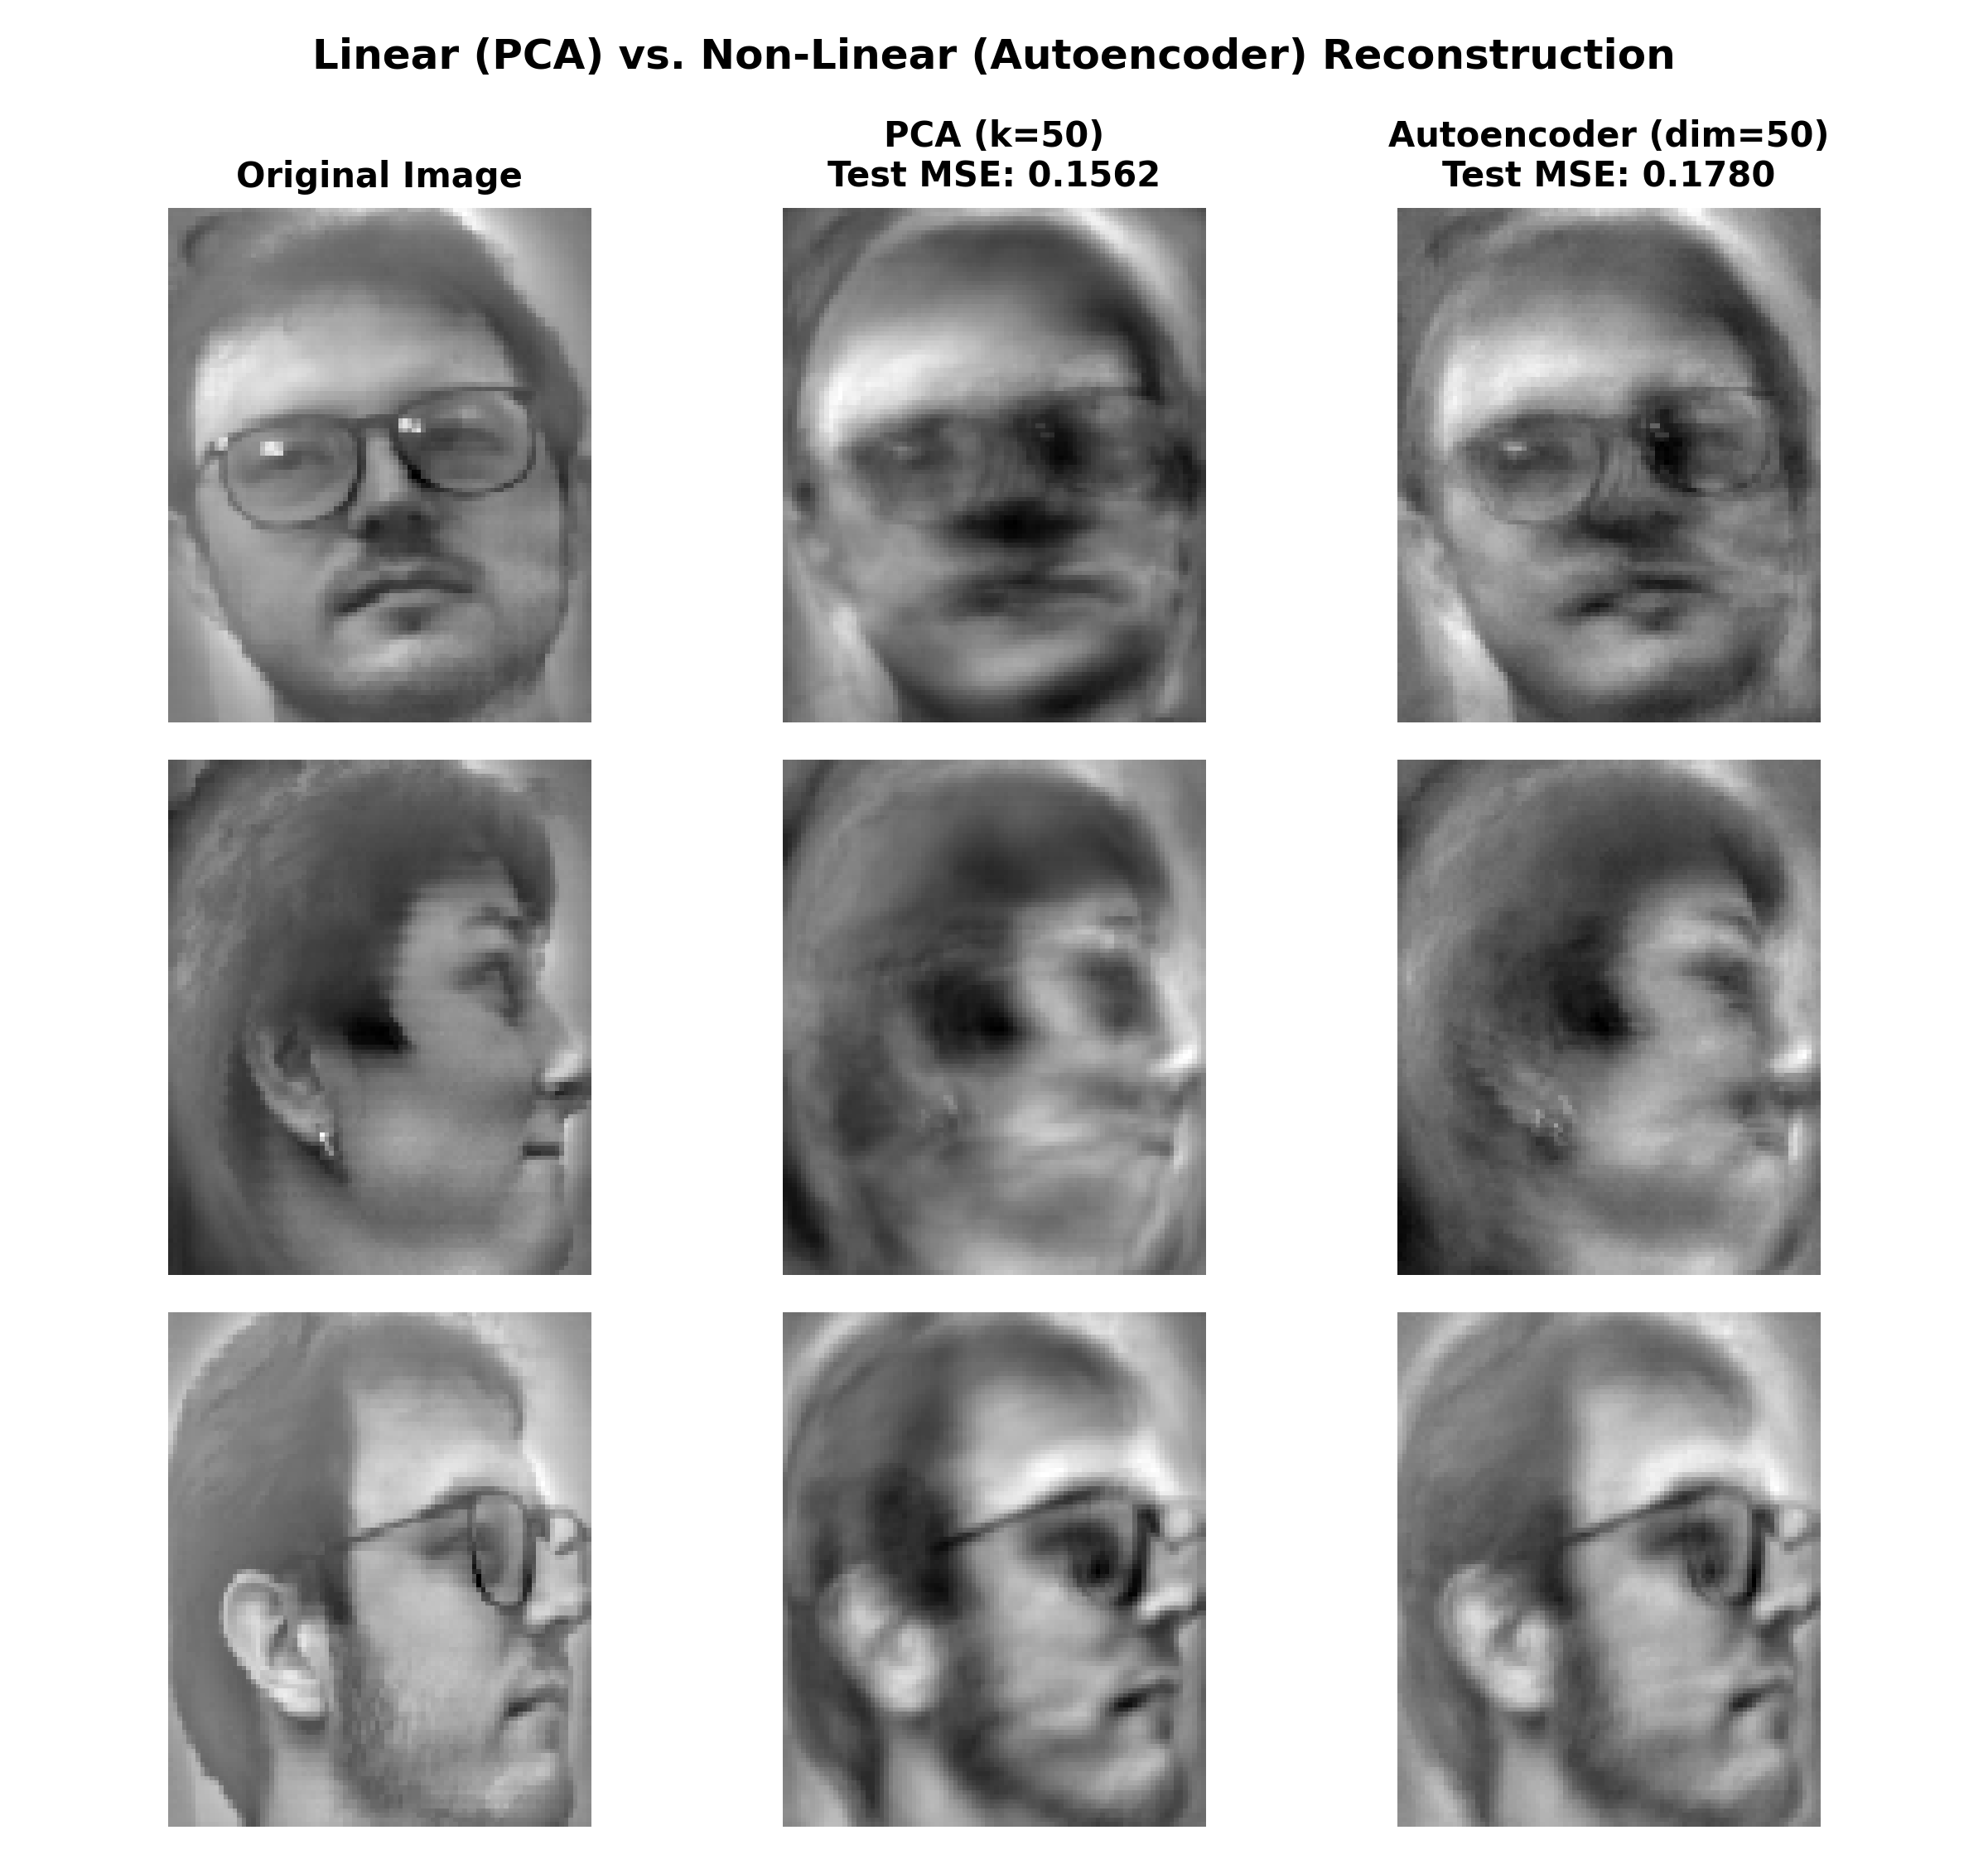 Linear (PCA) vs. Non-Linear (Autoencoder) Reconstruction
Original Image
PCA (k=50)
Test MSE: 0.1562
Autoencoder (dim=50)
Test MSE: 0.1780